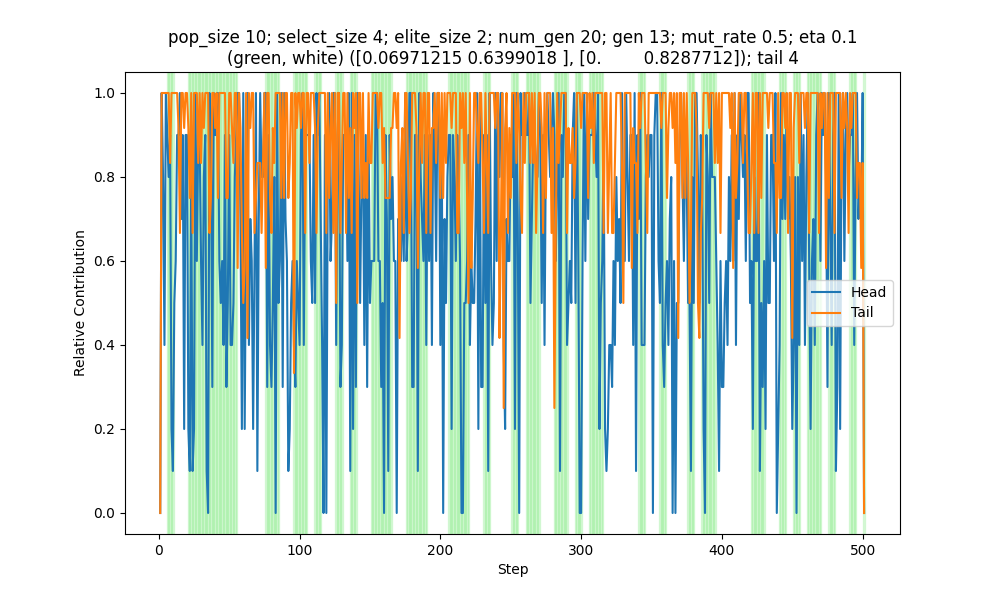 pop_size 10; select_size 4; elite_size 2; num_gen 20; gen 13; mut_rate 0.5; eta 0.1
(green, white) ([0.06971215 0.6399018 ], [0.        0.8287712]); tail 4
1.0
0.8
0.6
0.4
0.2
0.0
Relative Contribution
Head
Tail
0
100
200
300
400
500
Step